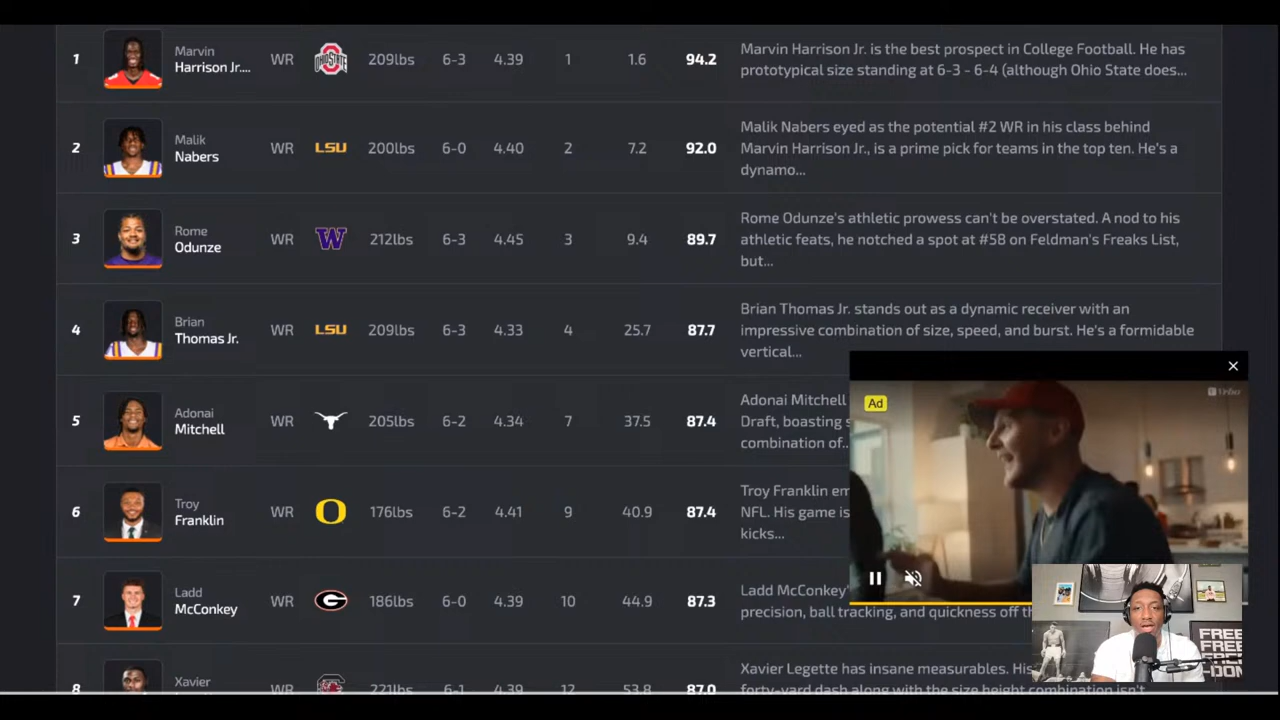 1 Marvin Harrison Jr.... WR OHIO STATE 209lbs 6-3 4.39 1 1.6 94.2
Marvin Harrison Jr. is the best prospect in College Football. He has
prototypical size standing at 6-3 - 6-4 (although Ohio State does...
2 Malik Nabers WR LSU 200lbs 6-0 4.40 2 7.2 92.0
Malik Nabers eyed as the potential #2 WR in his class behind
Marvin Harrison Jr., is a prime pick for teams in the top ten. He's a
dynamo...
3 Rome Odunze WR W 212lbs 6-3 4.45 3 9.4 89.7
Rome Odunze's athletic prowess can't be overstated. A nod to his
athletic feats, he notched a spot at #58 on Feldman's Freaks List,
but...
4 Brian Thomas Jr. WR LSU 209lbs 6-3 4.33 4 25.7 87.7
Brian Thomas Jr. stands out as a dynamic receiver with an
impressive combination of size, speed, and burst. He's a formidable
vertical...
5 Adonai Mitchell WR 205lbs 6-2 4.34 7 37.5 87.4
Adonai Mitchell
Draft, boasting
combination of..
Ad
6 Troy Franklin WR O 176lbs 6-2 4.41 9 40.9 87.4
Troy Franklin em
NFL. His game is
kicks...
7 Ladd McConkey WR G 186lbs 6-0 4.39 10 44.9 87.3
Ladd McConkey'
precision, ball tracking, and quickness off th
8 Xavier WR 221lbs 6-1 4.39 12 53.8 87.0
Xavier Legette has insane measurables. His
forty-yard dash along with the size height combination isn't
FREE
FREE
-DON